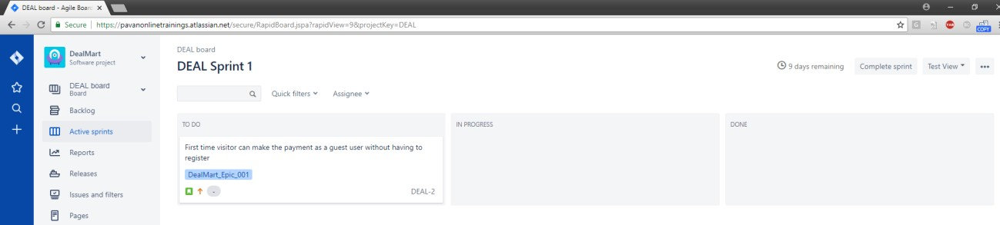 DEAL board - Agile Boar
Secure | https://pavanonlinetrainings.atlassian.net/secure/RapidBoard.jspa?rapidView=9&projectKey=DEAL
COPY
DealMart
Software project
DEAL board
Board
Backlog
Active sprints
Reports
Releases
Issues and filters
Pages
DEAL board
DEAL Sprint 1
9 days remaining
Complete sprint
Test View
Quick filters
Assignee
TO DO
IN PROGRESS
DONE
First time visitor can make the payment as a guest user without having to
register
DealMart_Epic_001
-
DEAL-2